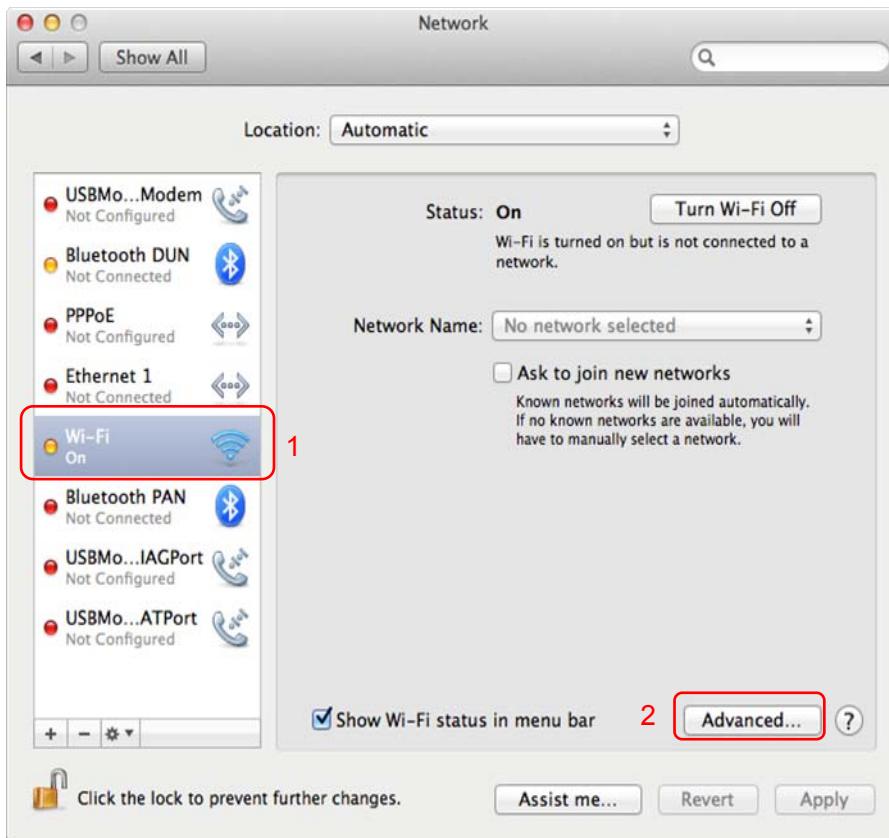 Network
Show All
Location: Automatic
USBMo...Modem
Not Configured
Bluetooth DUN
Not Connected
PPPoE
Not Configured
Ethernet 1
Not Connected
Wi-Fi
On
1
Bluetooth PAN
Not Connected
USBMo...IAGPort
Not Configured
USBMo...ATPort
Not Configured
+ −
Status: On
Turn Wi-Fi Off
Wi-Fi is turned on but is not connected to a
network.
Network Name: No network selected
Ask to join new networks
Known networks will be joined automatically.
If no known networks are available, you will
have to manually select a network.
Show Wi-Fi status in menu bar
2
Advanced...
?
Click the lock to prevent further changes.
Assist me...
Revert
Apply